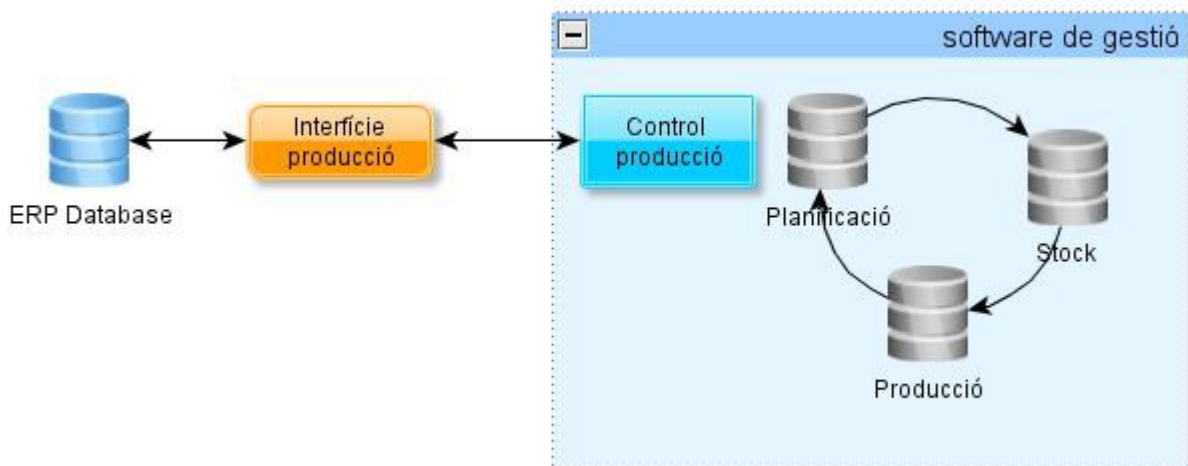 software de gestió
Interfície
producció
Control
producció
ERP Database
Planificació
Stock
Producció